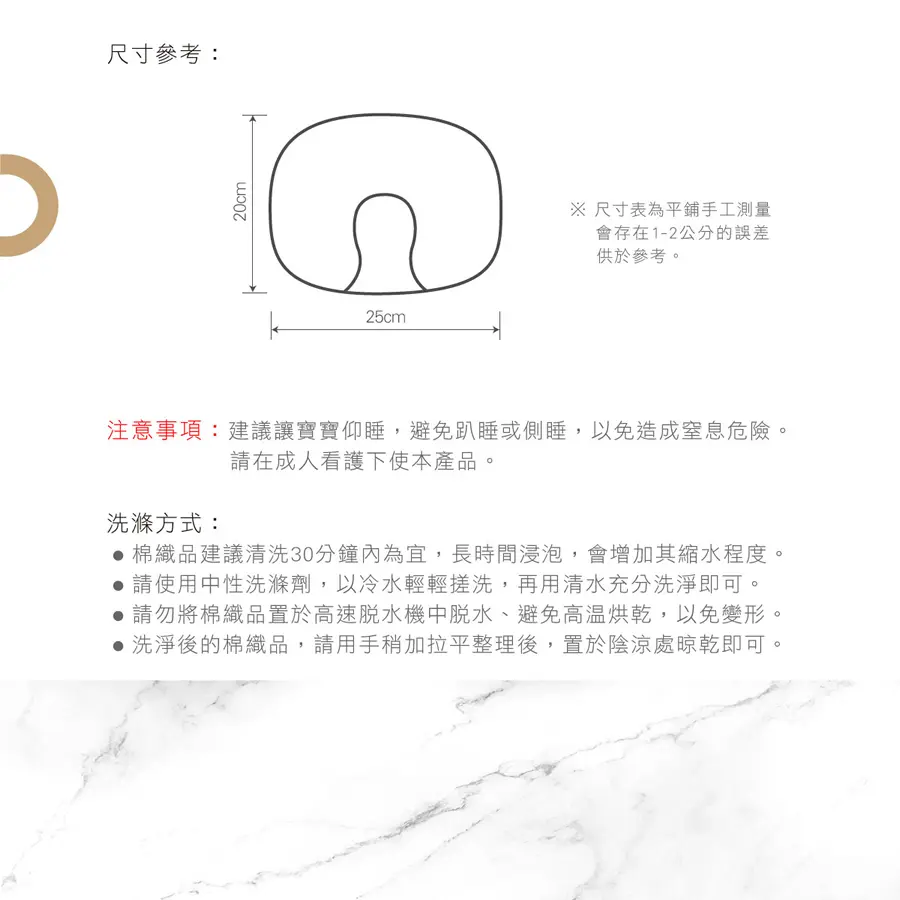 尺寸參考：
20cm
25cm
※ 尺寸表為平鋪手工測量
會存在1-2公分的誤差
供於參考。
注意事項：建議讓寶寶仰睡，避免趴睡或側睡，以免造成窒息危險。
請在成人看護下使本產品。
洗滌方式：
● 棉織品建議清洗30分鐘內為宜，長時間浸泡，會增加其縮水程度。
● 請使用中性洗滌劑，以冷水輕輕搓洗，再用清水充分洗淨即可。
● 請勿將棉織品置於高速脫水機中脫水、避免高溫烘乾，以免變形。
● 洗淨後的棉織品，請用手稍加拉平整理後，置於陰涼處晾乾即可。